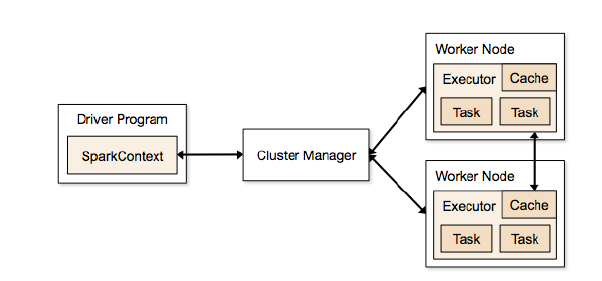 Driver Program
SparkContext
Cluster Manager
Worker Node
Executor
Cache
Task
Task
Worker Node
Executor
Cache
Task
Task